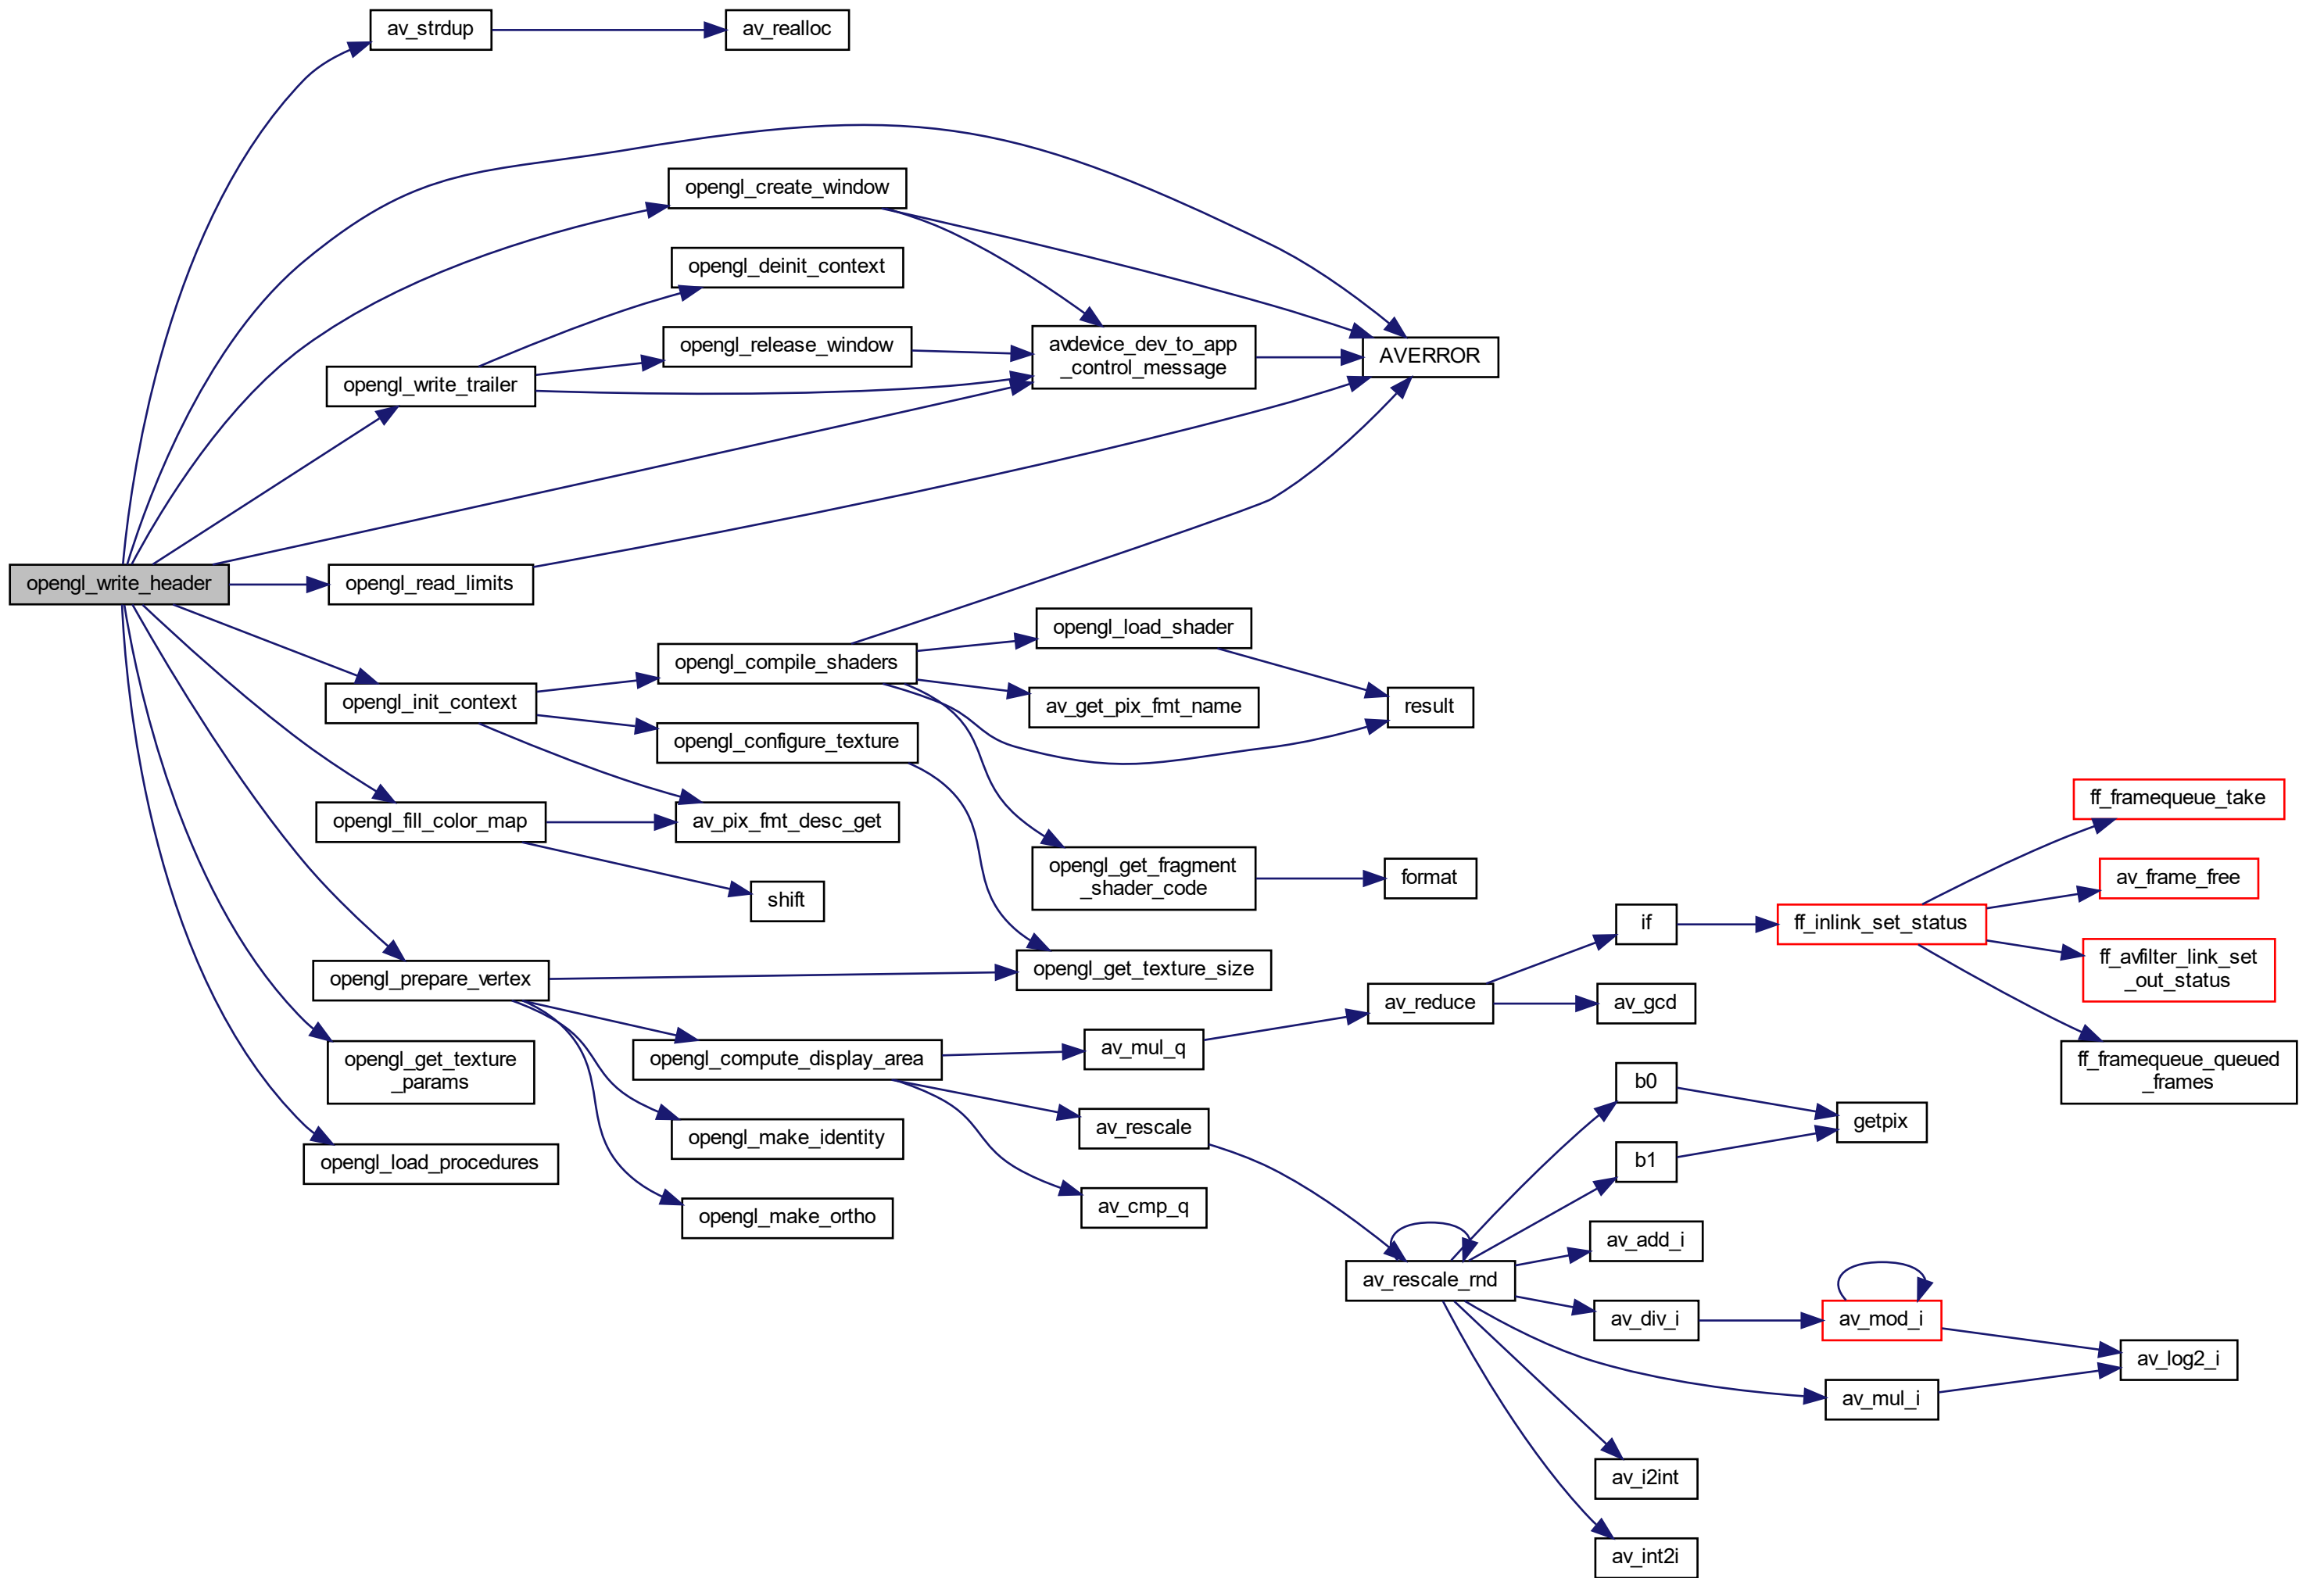 av_strdup
av_realloc
opengl_create_window
opengl_deinit_context
opengl_release_window
avdevice_dev_to_app
_control_message
AVERROR
opengl_write_trailer
opengl_write_header
opengl_read_limits
opengl_load_shader
opengl_compile_shaders
av_get_pix_fmt_name
result
opengl_init_context
opengl_configure_texture
opengl_fill_color_map
av_pix_fmt_desc_get
shift
opengl_get_fragment
_shader_code
format
ff_framequeue_take
av_frame_free
if
ff_inlink_set_status
ff_avfilter_link_set
_out_status
opengl_prepare_vertex
opengl_get_texture_size
av_reduce
av_gcd
ff_framequeue_queued
_frames
opengl_get_texture
_params
opengl_compute_display_area
av_mul_q
b0
getpix
opengl_load_procedures
opengl_make_identity
av_rescale
b1
opengl_make_ortho
av_cmp_q
av_add_i
av_rescale_rnd
av_div_i
av_mod_i
av_log2_i
av_mul_i
av_i2int
av_int2i